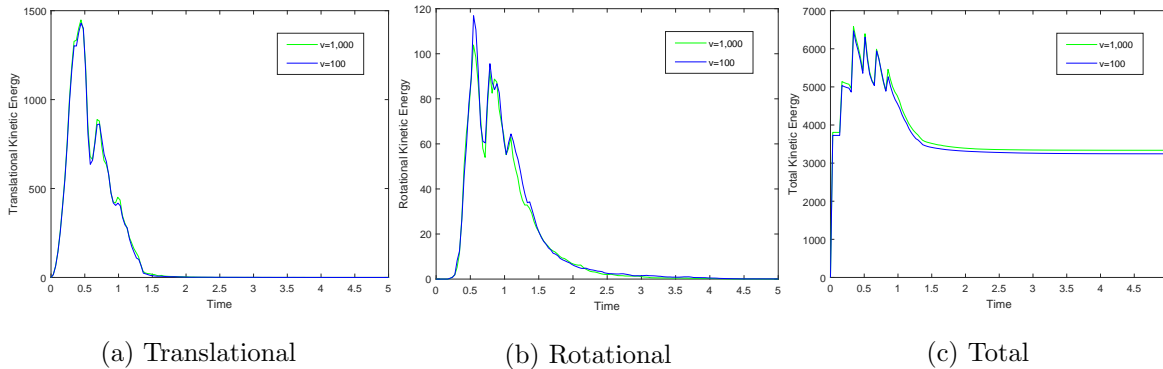 1500
1000
500
0
0 0.5 1 1.5 2 2.5 3 3.5 4 4.5 5
Translational Kinetic Energy
Time
v=1,000
v=100
(a) Translational
120
100
80
60
40
20
0
0 0.5 1 1.5 2 2.5 3 3.5 4 4.5 5
Rotational Kinetic Energy
Time
v=1,000
v=100
(b) Rotational
7000
6000
5000
4000
3000
2000
1000
0
0 0.5 1 1.5 2 2.5 3 3.5 4 4.5
Total Kinetic Energy
Time
v=1,000
v=100
(c) Total